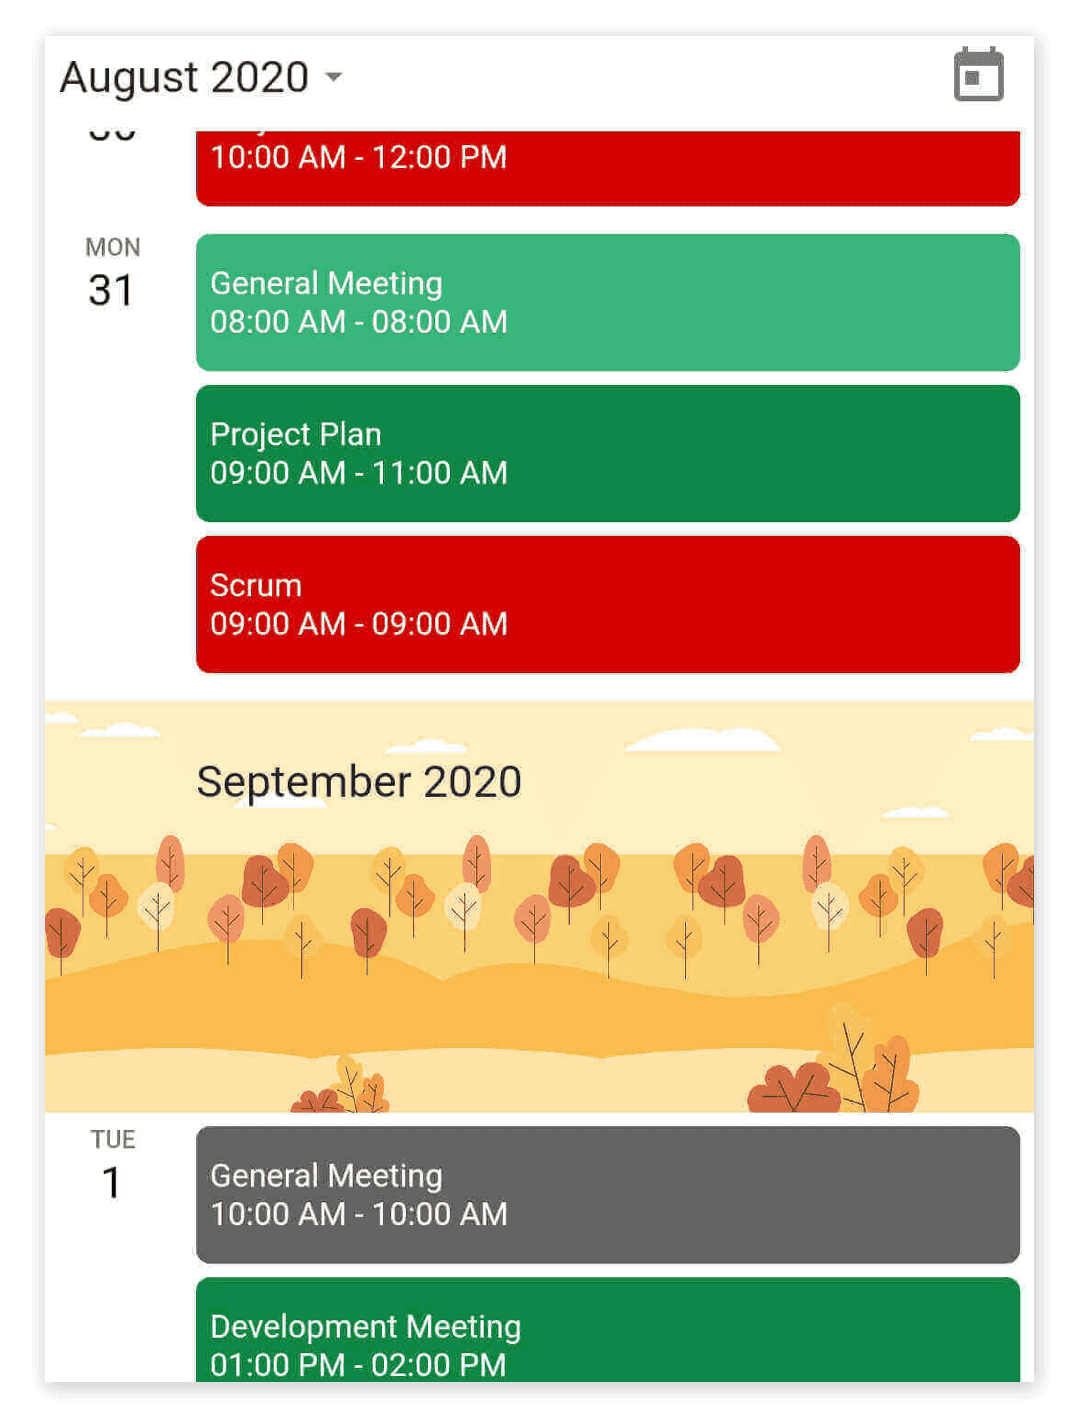 August 2020
10:00 AM - 12:00 PM
MON
31
General Meeting
08:00 AM - 08:00 AM
Project Plan
09:00 AM - 11:00 AM
Scrum
09:00 AM - 09:00 AM
September 2020
TUE
1
General Meeting
10:00 AM - 10:00 AM
Development Meeting
01:00 PM - 02:00 PM